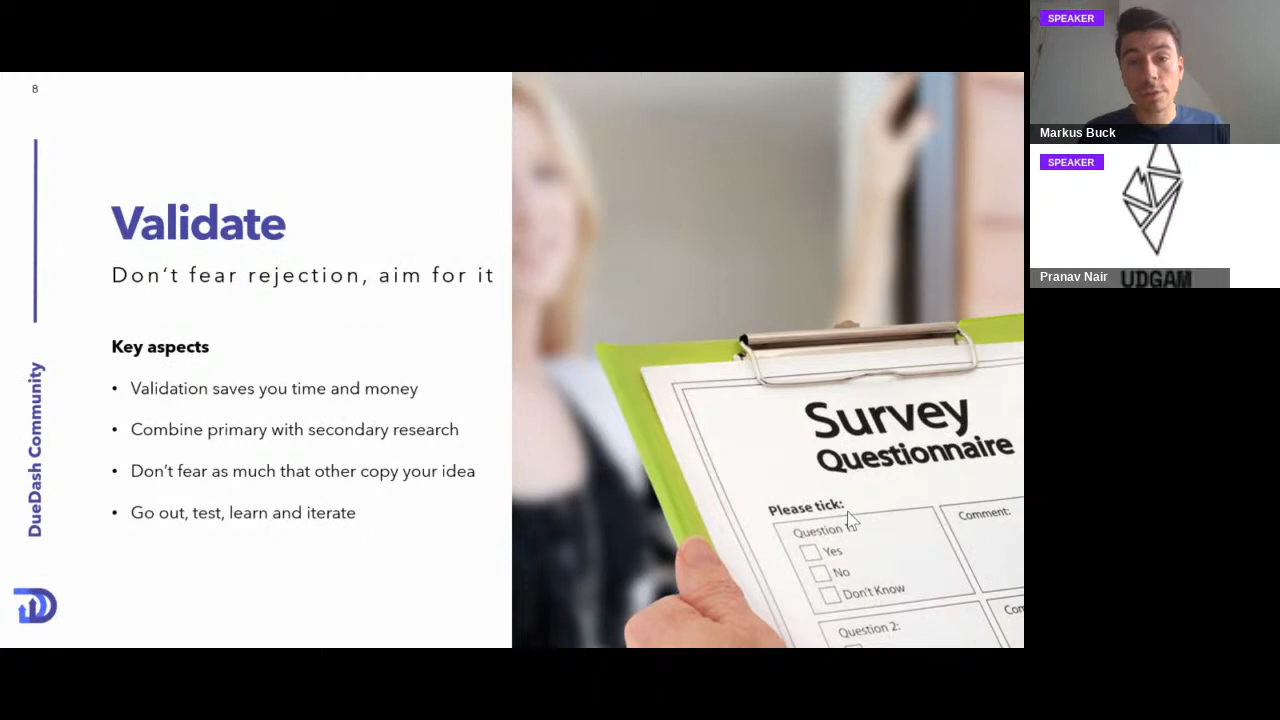 8
Validate
Don't fear rejection, aim for it
Key aspects
• Validation saves you time and money
• Combine primary with secondary research
• Don't fear as much that other copy your idea
• Go out, test, learn and iterate
DueDash Community
Survey
Questionnaire
Please tick:
Question
Comment:
Yes
No
Don't Know
Question 2:
SPEAKER
Markus Buck
SPEAKER
UDGAM
Pranav Nair